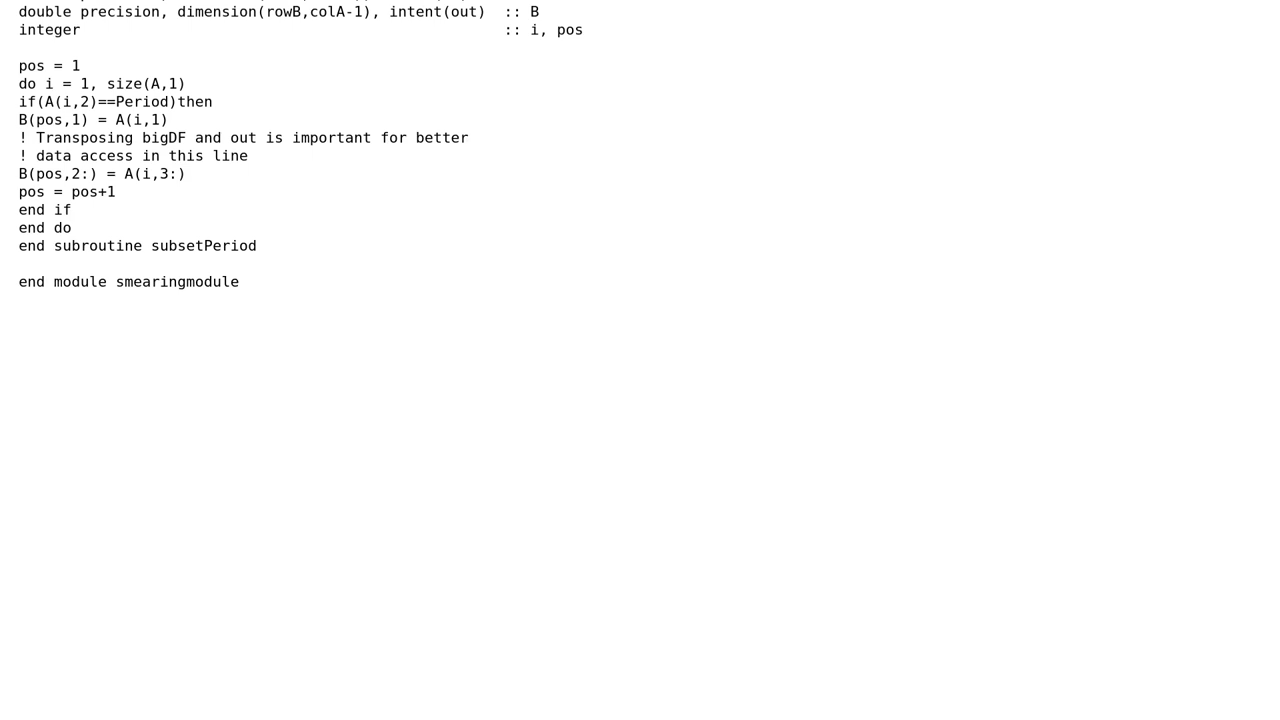 double precision, dimension(rowB,colA-1), intent(out)  :: B
integer                                                :: i, pos
pos = 1
do i = 1, size(A,1)
if(A(i,2)==Period)then
B(pos,1) = A(i,1)
! Transposing bigDF and out is important for better
! data access in this line
B(pos,2:) = A(i,3:)
pos = pos+1
end if
end do
end subroutine subsetPeriod
end module smearingmodule